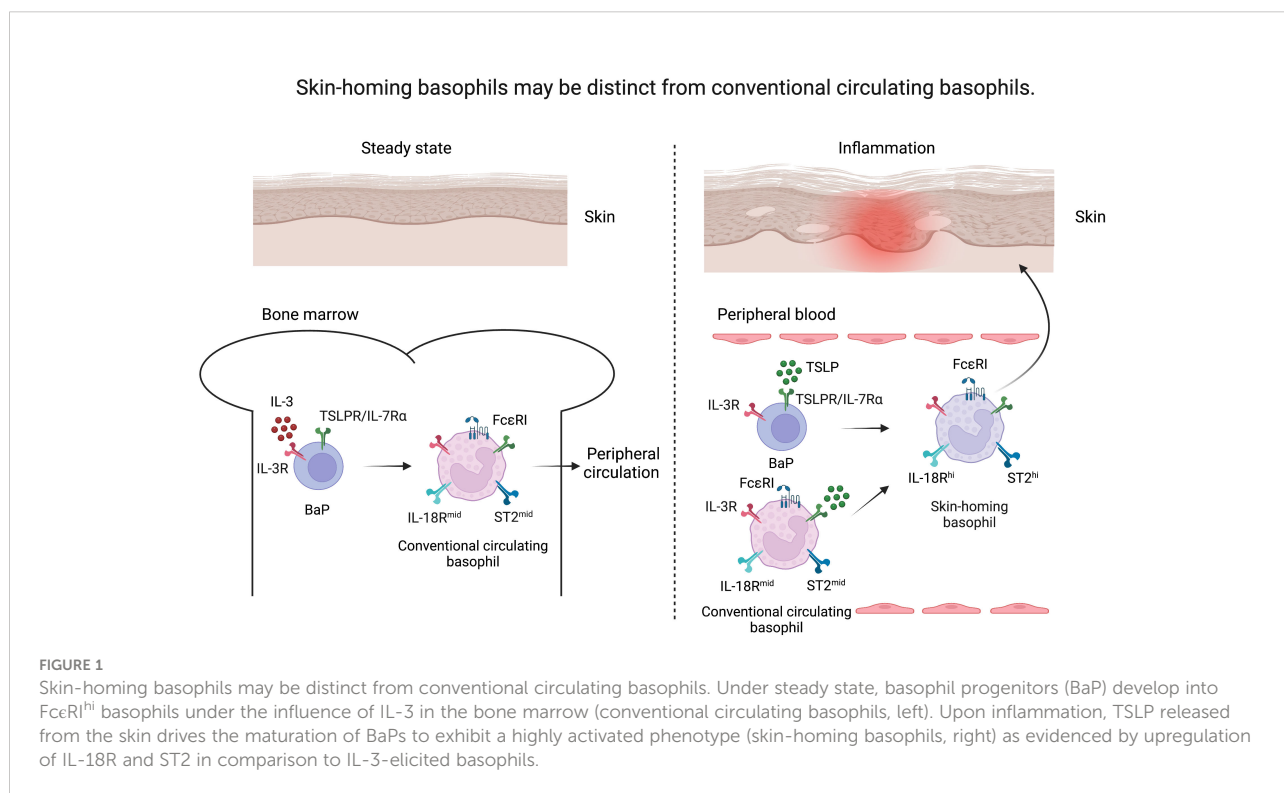 Skin-homing basophils may be distinct from conventional circulating basophils.
Steady state
Skin
Bone marrow
IL-3
TSLPR/IL-7Rα
FcεRI
IL-3R
BaP
IL-18Rmid
ST2mid
Conventional circulating
basophil
Peripheral
circulation
Inflammation
Skin
Peripheral blood
TSLP
FcεRI
IL-3R
TSLPR/IL-7Rα
BaP
FcεRI
IL-3R
IL-18Rmid
ST2mid
Conventional circulating
basophil
IL-18Rhi
ST2hi
Skin-homing
basophil
FIGURE 1
Skin-homing basophils may be distinct from conventional circulating basophils. Under steady state, basophil progenitors (BaP) develop into
FcϵRIhi basophils under the influence of IL-3 in the bone marrow (conventional circulating basophils, left). Upon inflammation, TSLP released
from the skin drives the maturation of BaPs to exhibit a highly activated phenotype (skin-homing basophils, right) as evidenced by upregulation
of IL-18R and ST2 in comparison to IL-3-elicited basophils.